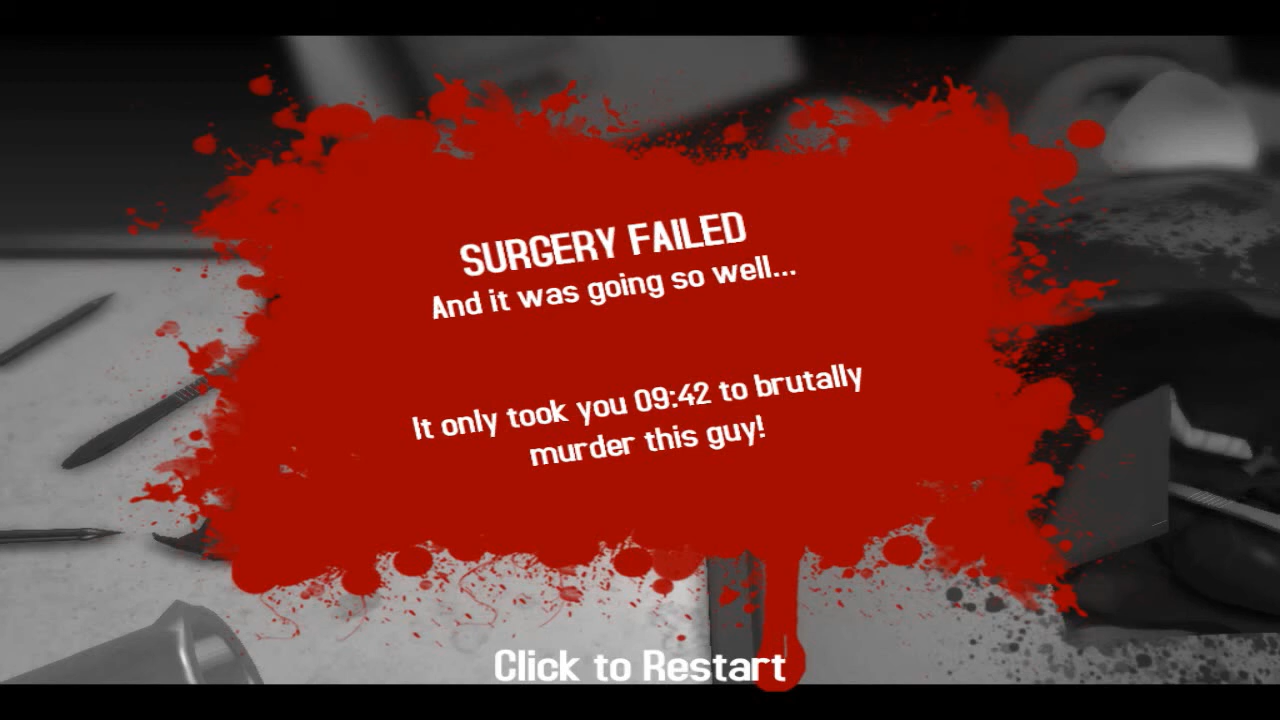 SURGERY FAILED
And it was going so well...
It only took you 09:42 to brutally
murder this guy!
Click to Restart